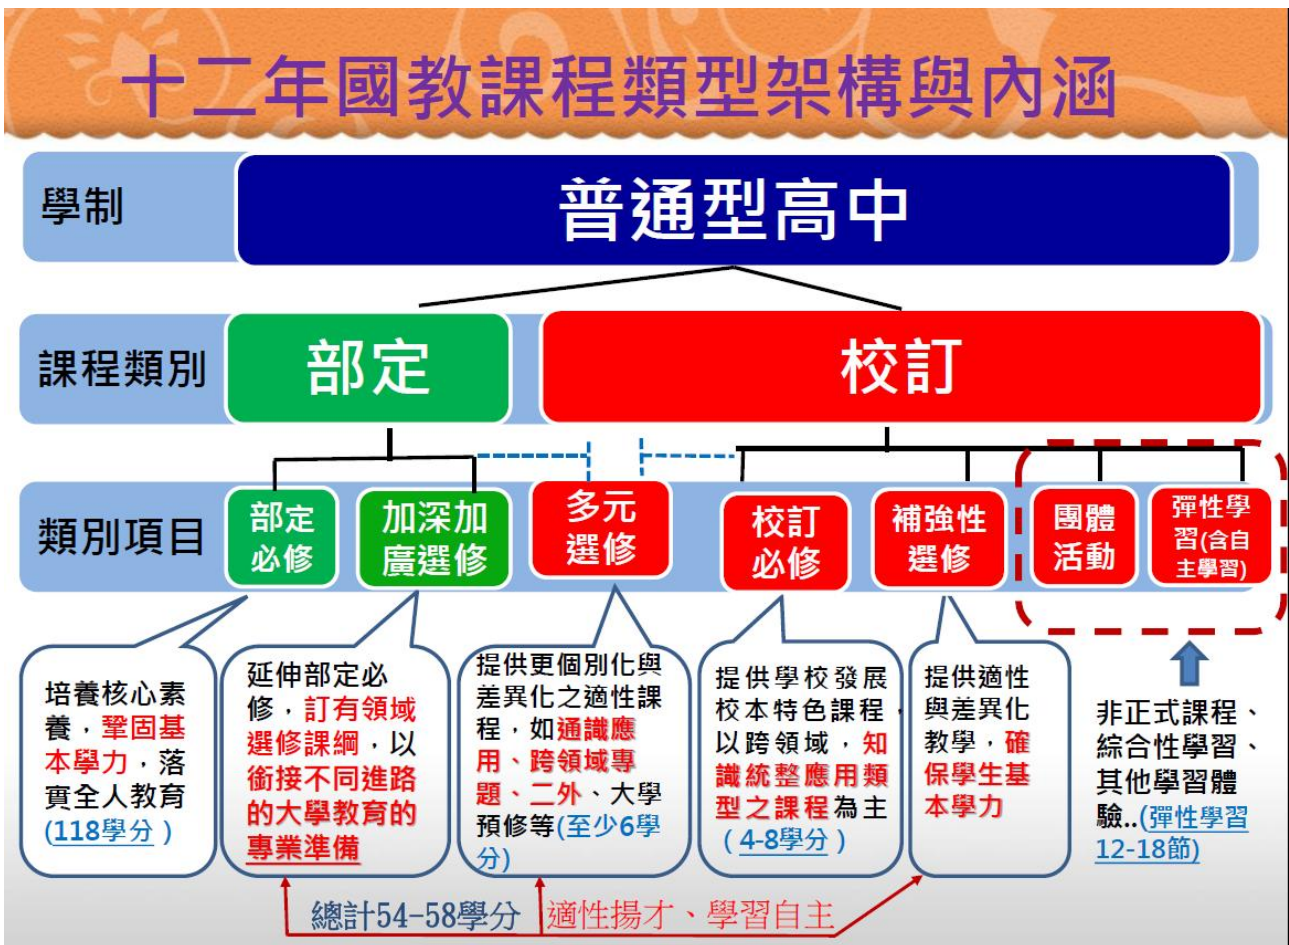 十二年國教課程類型架構與內涵
學制
普通型高中
課程類別
部定
校訂
類別項目
部定
必修
加深加
廣選修
多元
選修
校訂
必修
補強性
選修
團體
活動
彈性學
習(含自
主學習)
培養核心素
養，鞏固基
本學力，落
實全人教育
(118學分）
延伸部定必
修，訂有領域
選修課綱，以
銜接不同進路
的大學教育的
專業準備
提供更個別化與
差異化之適性課
程，如通識應
用、跨領域專
題、二外、大學
預修等(至少6學
分)
提供學校發展
校本特色課程，
以跨領域，知
識統整應用類
型之課程為主
（4-8學分）
提供適性
與差異化
教學，確
保學生基
本學力
非正式課程、
綜合性學習、
其他學習體
驗..(彈性學習
12-18節)
總計54-58學分
適性揚才、學習自主